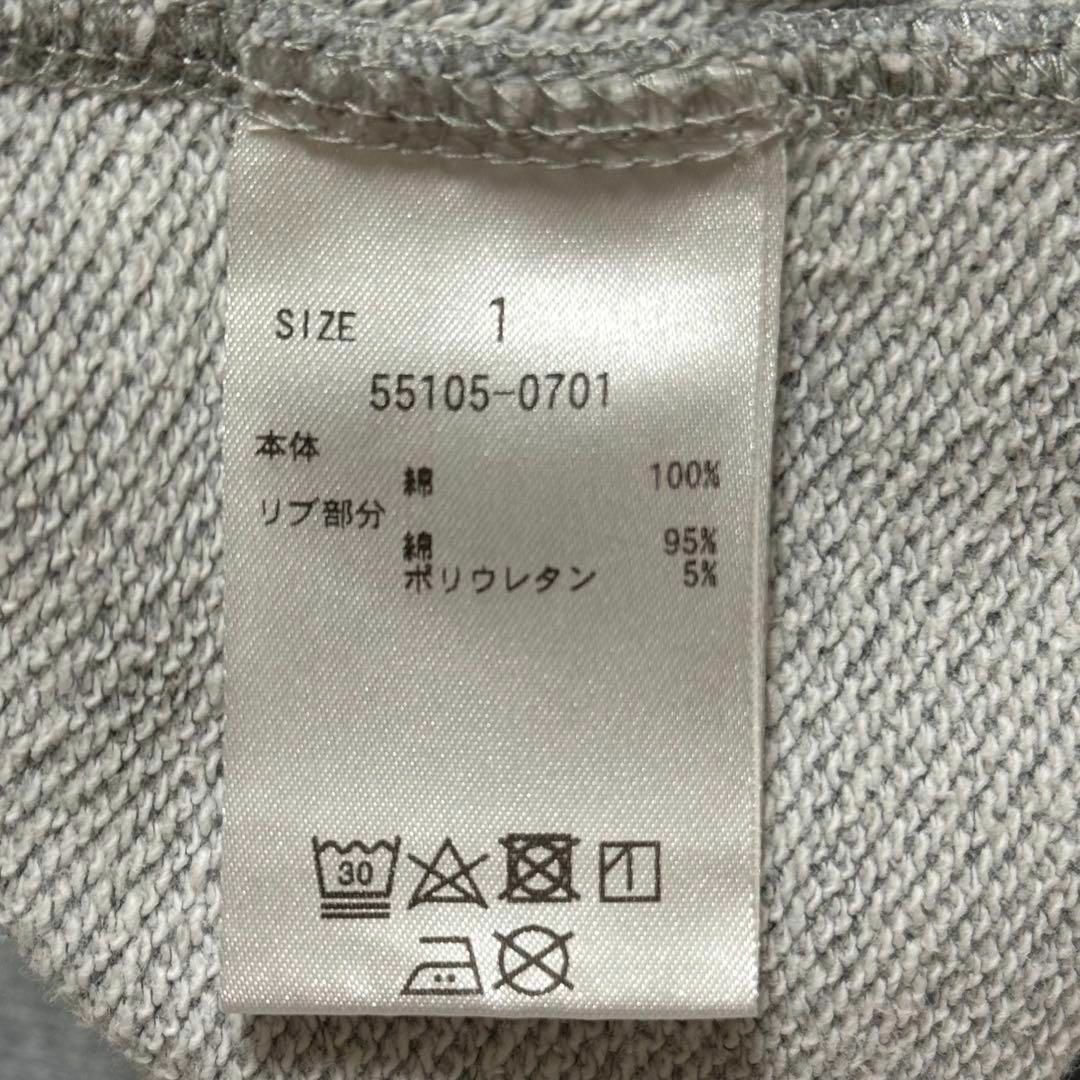 SIZE 1
55105-0701
本体
綿 100%
リブ部分
綿 95%
ポリウレタン 5%
30